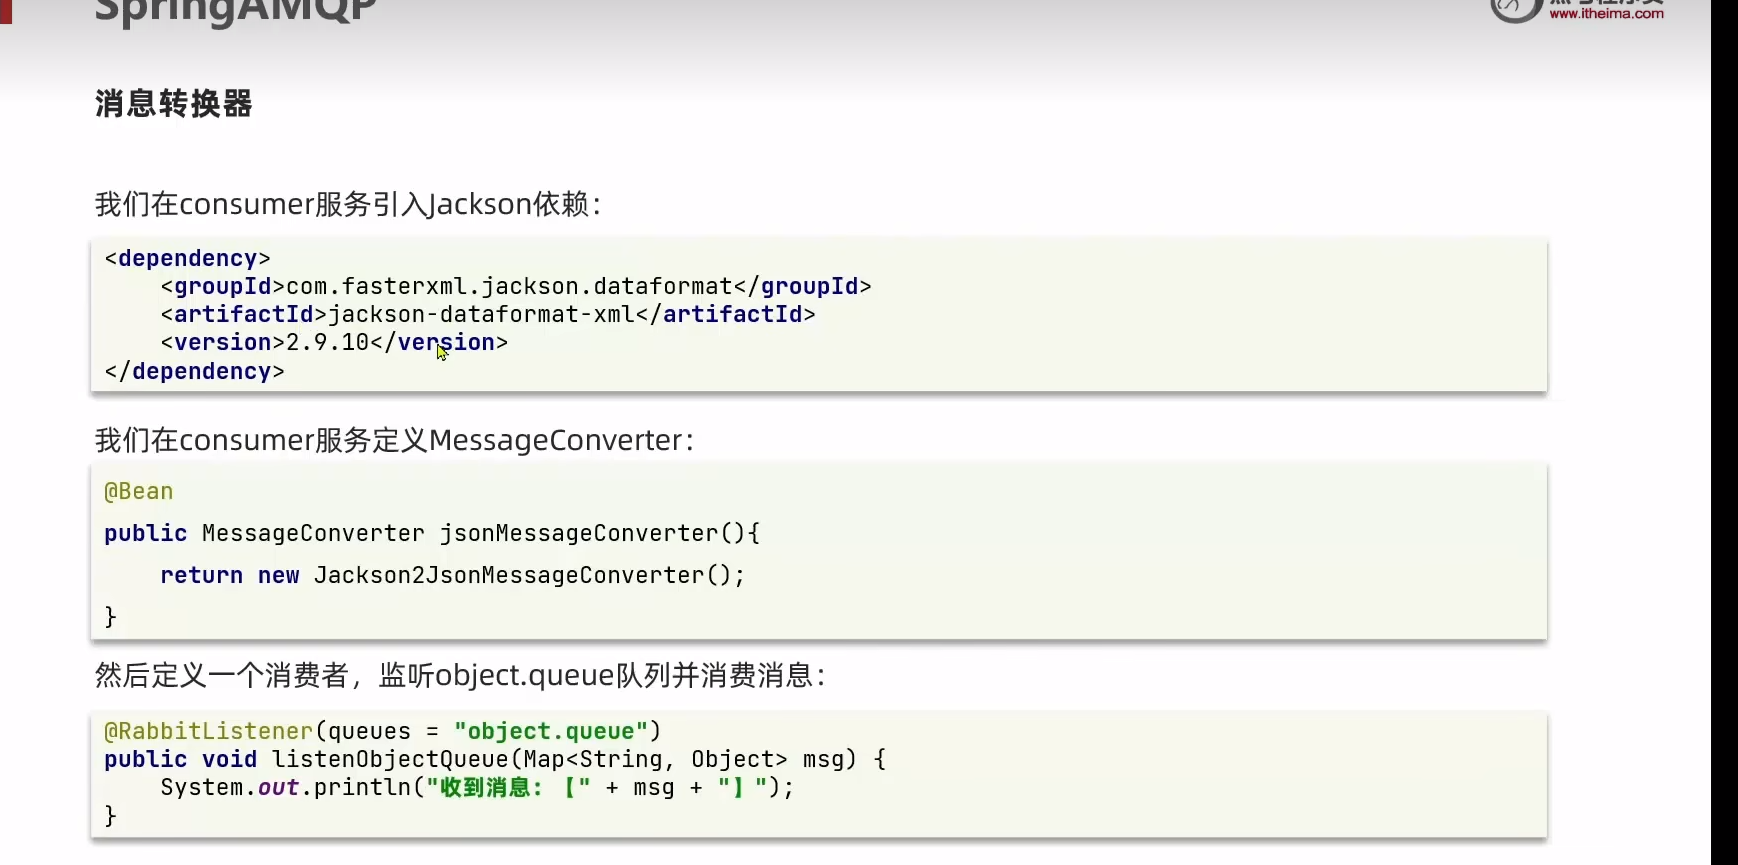 SpringAMQP
www.itheima.com
消息转换器
我们在consumer服务引入Jackson依赖：
<dependency>
    <groupId>com.fasterxml.jackson.dataformat</groupId>
    <artifactId>jackson-dataformat-xml</artifactId>
    <version>2.9.10</version>
</dependency>
我们在consumer服务定义MessageConverter：
@Bean
public MessageConverter jsonMessageConverter(){
    return new Jackson2JsonMessageConverter();
}
然后定义一个消费者，监听object.queue队列并消费消息：
@RabbitListener(queues = "object.queue")
public void listenObjectQueue(Map<String, Object> msg) {
    System.out.println("收到消息：【" + msg + "】");
}